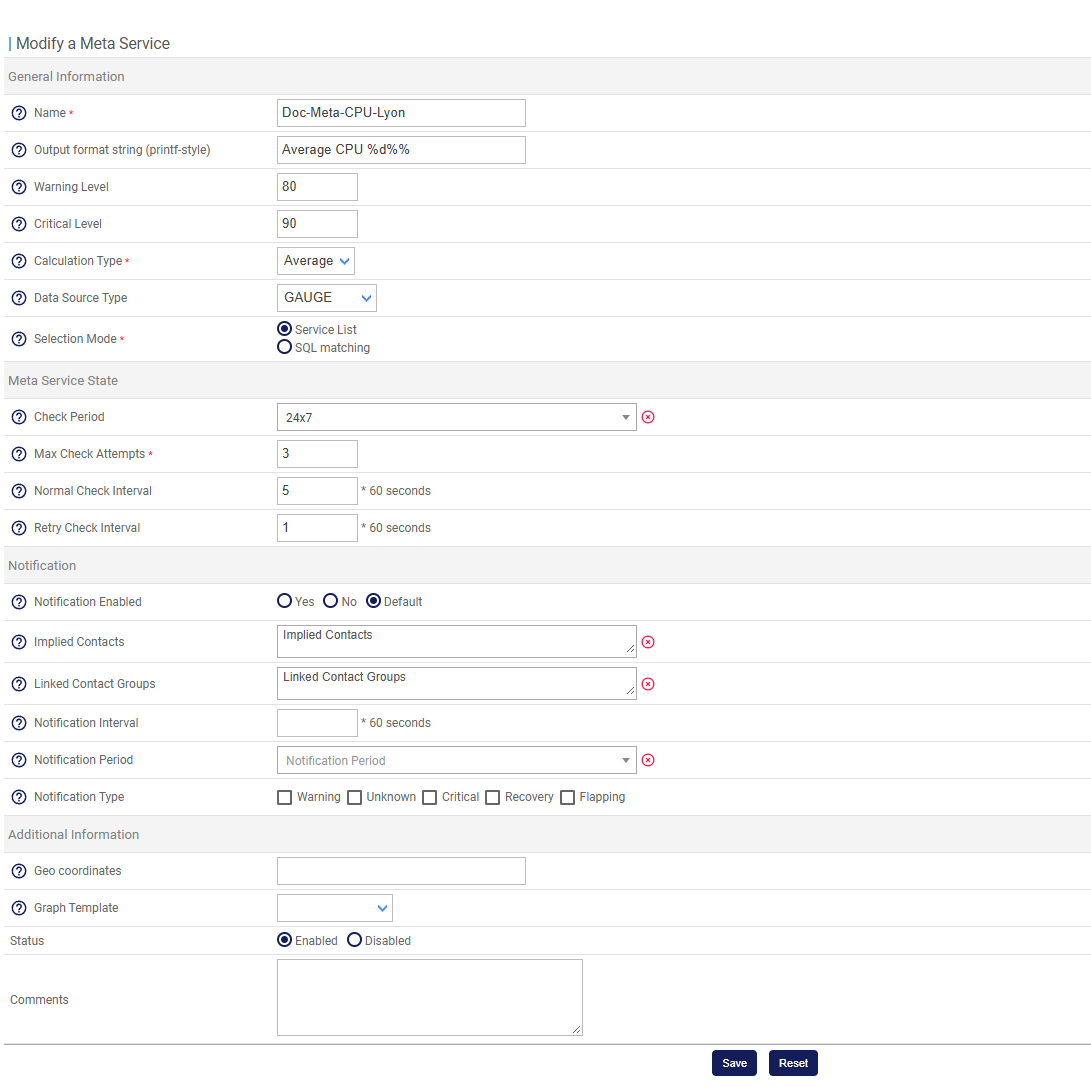 Modify a Meta Service
General Information
Name *
Doc-Meta-CPU-Lyon
Output format string (printf-style)
Average CPU %d%%
Warning Level
80
Critical Level
90
Calculation Type *
Average
Data Source Type
GAUGE
Selection Mode *
Service List
SQL matching
Meta Service State
Check Period
24x7
Max Check Attempts *
3
Normal Check Interval
5 * 60 seconds
Retry Check Interval
1 * 60 seconds
Notification
Notification Enabled
Yes No Default
Implied Contacts
Implied Contacts
Linked Contact Groups
Linked Contact Groups
Notification Interval
* 60 seconds
Notification Period
Notification Period
Notification Type
Warning Unknown Critical Recovery Flapping
Additional Information
Geo coordinates
Graph Template
Status
Enabled Disabled
Comments
Save Reset